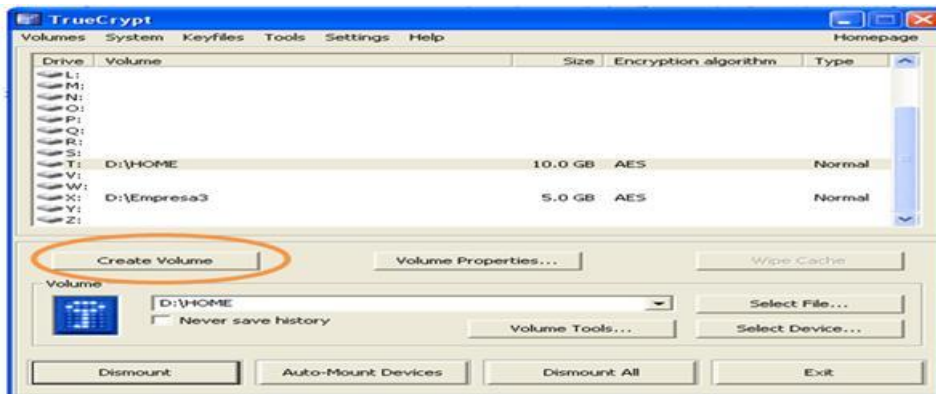 TrueCrypt
Volumes System Keyfiles Tools Settings Help Homepage
Drive Volume Size Encryption algorithm Type
L:
M:
N:
O:
P:
Q:
R:
S:
T: D:\HOME 10.0 GB AES Normal
V:
W:
X: D:\Empresa3 5.0 GB AES Normal
Y:
Z:
Create Volume Volume Properties... Wipe Cache
Volume
D:\HOME Select File...
Never save history
Volume Tools... Select Device...
Dismount Auto-Mount Devices Dismount All Exit